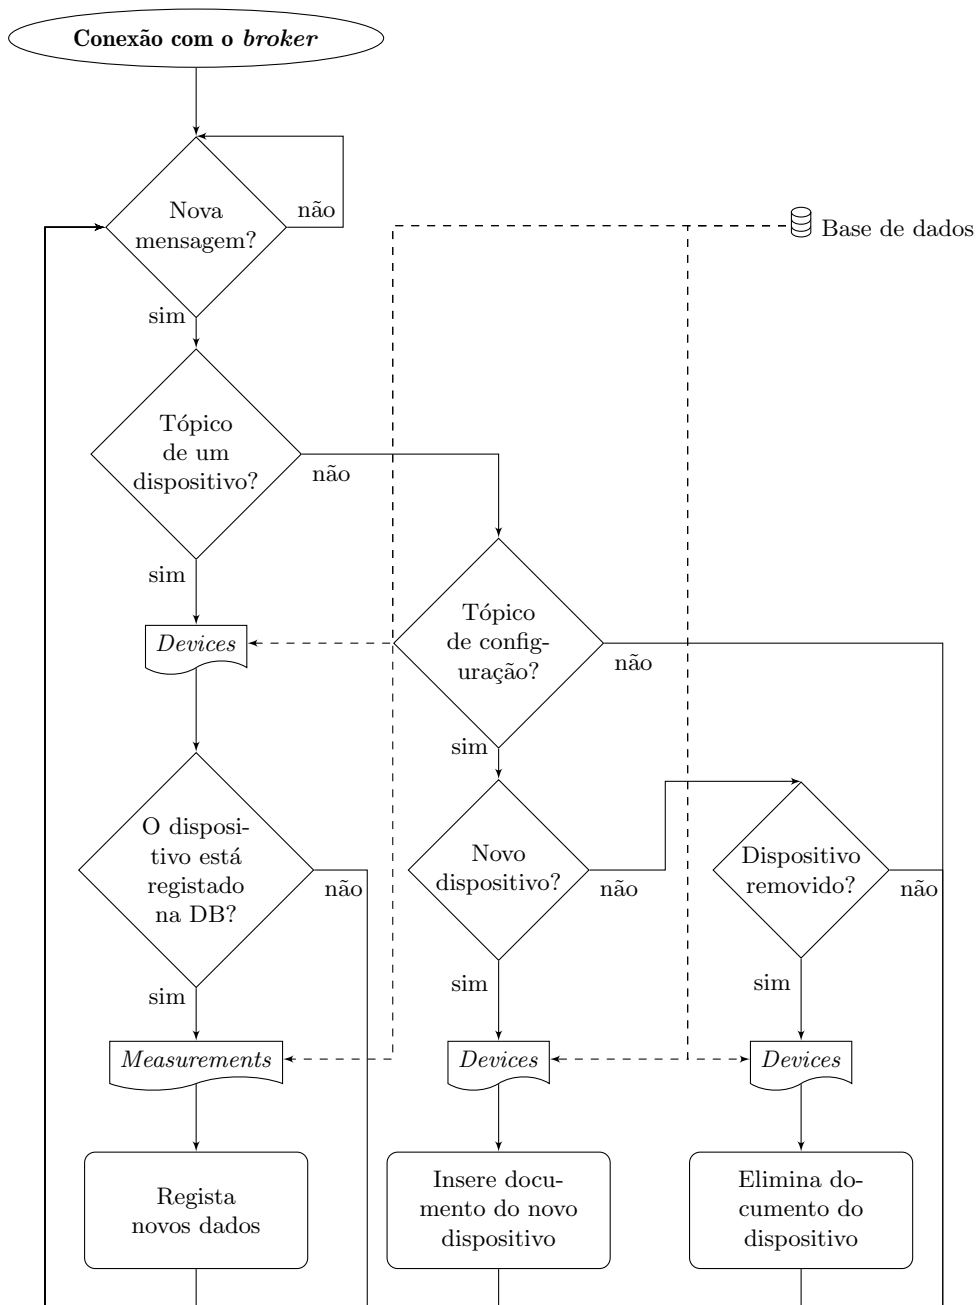 Conexão com o broker
Nova
mensagem?
não
Base de dados
sim
Tópico
de um
dispositivo?
não
sim
Devices
Tópico
de config-
uração?
não
sim
O disposi-
tivo está
registado
na DB?
não
Novo
dispositivo?
não
Dispositivo
removido?
não
sim
sim
sim
Measurements
Devices
Devices
Regista
novos dados
Insere docu-
mento do novo
dispositivo
Elimina do-
cumento do
dispositivo